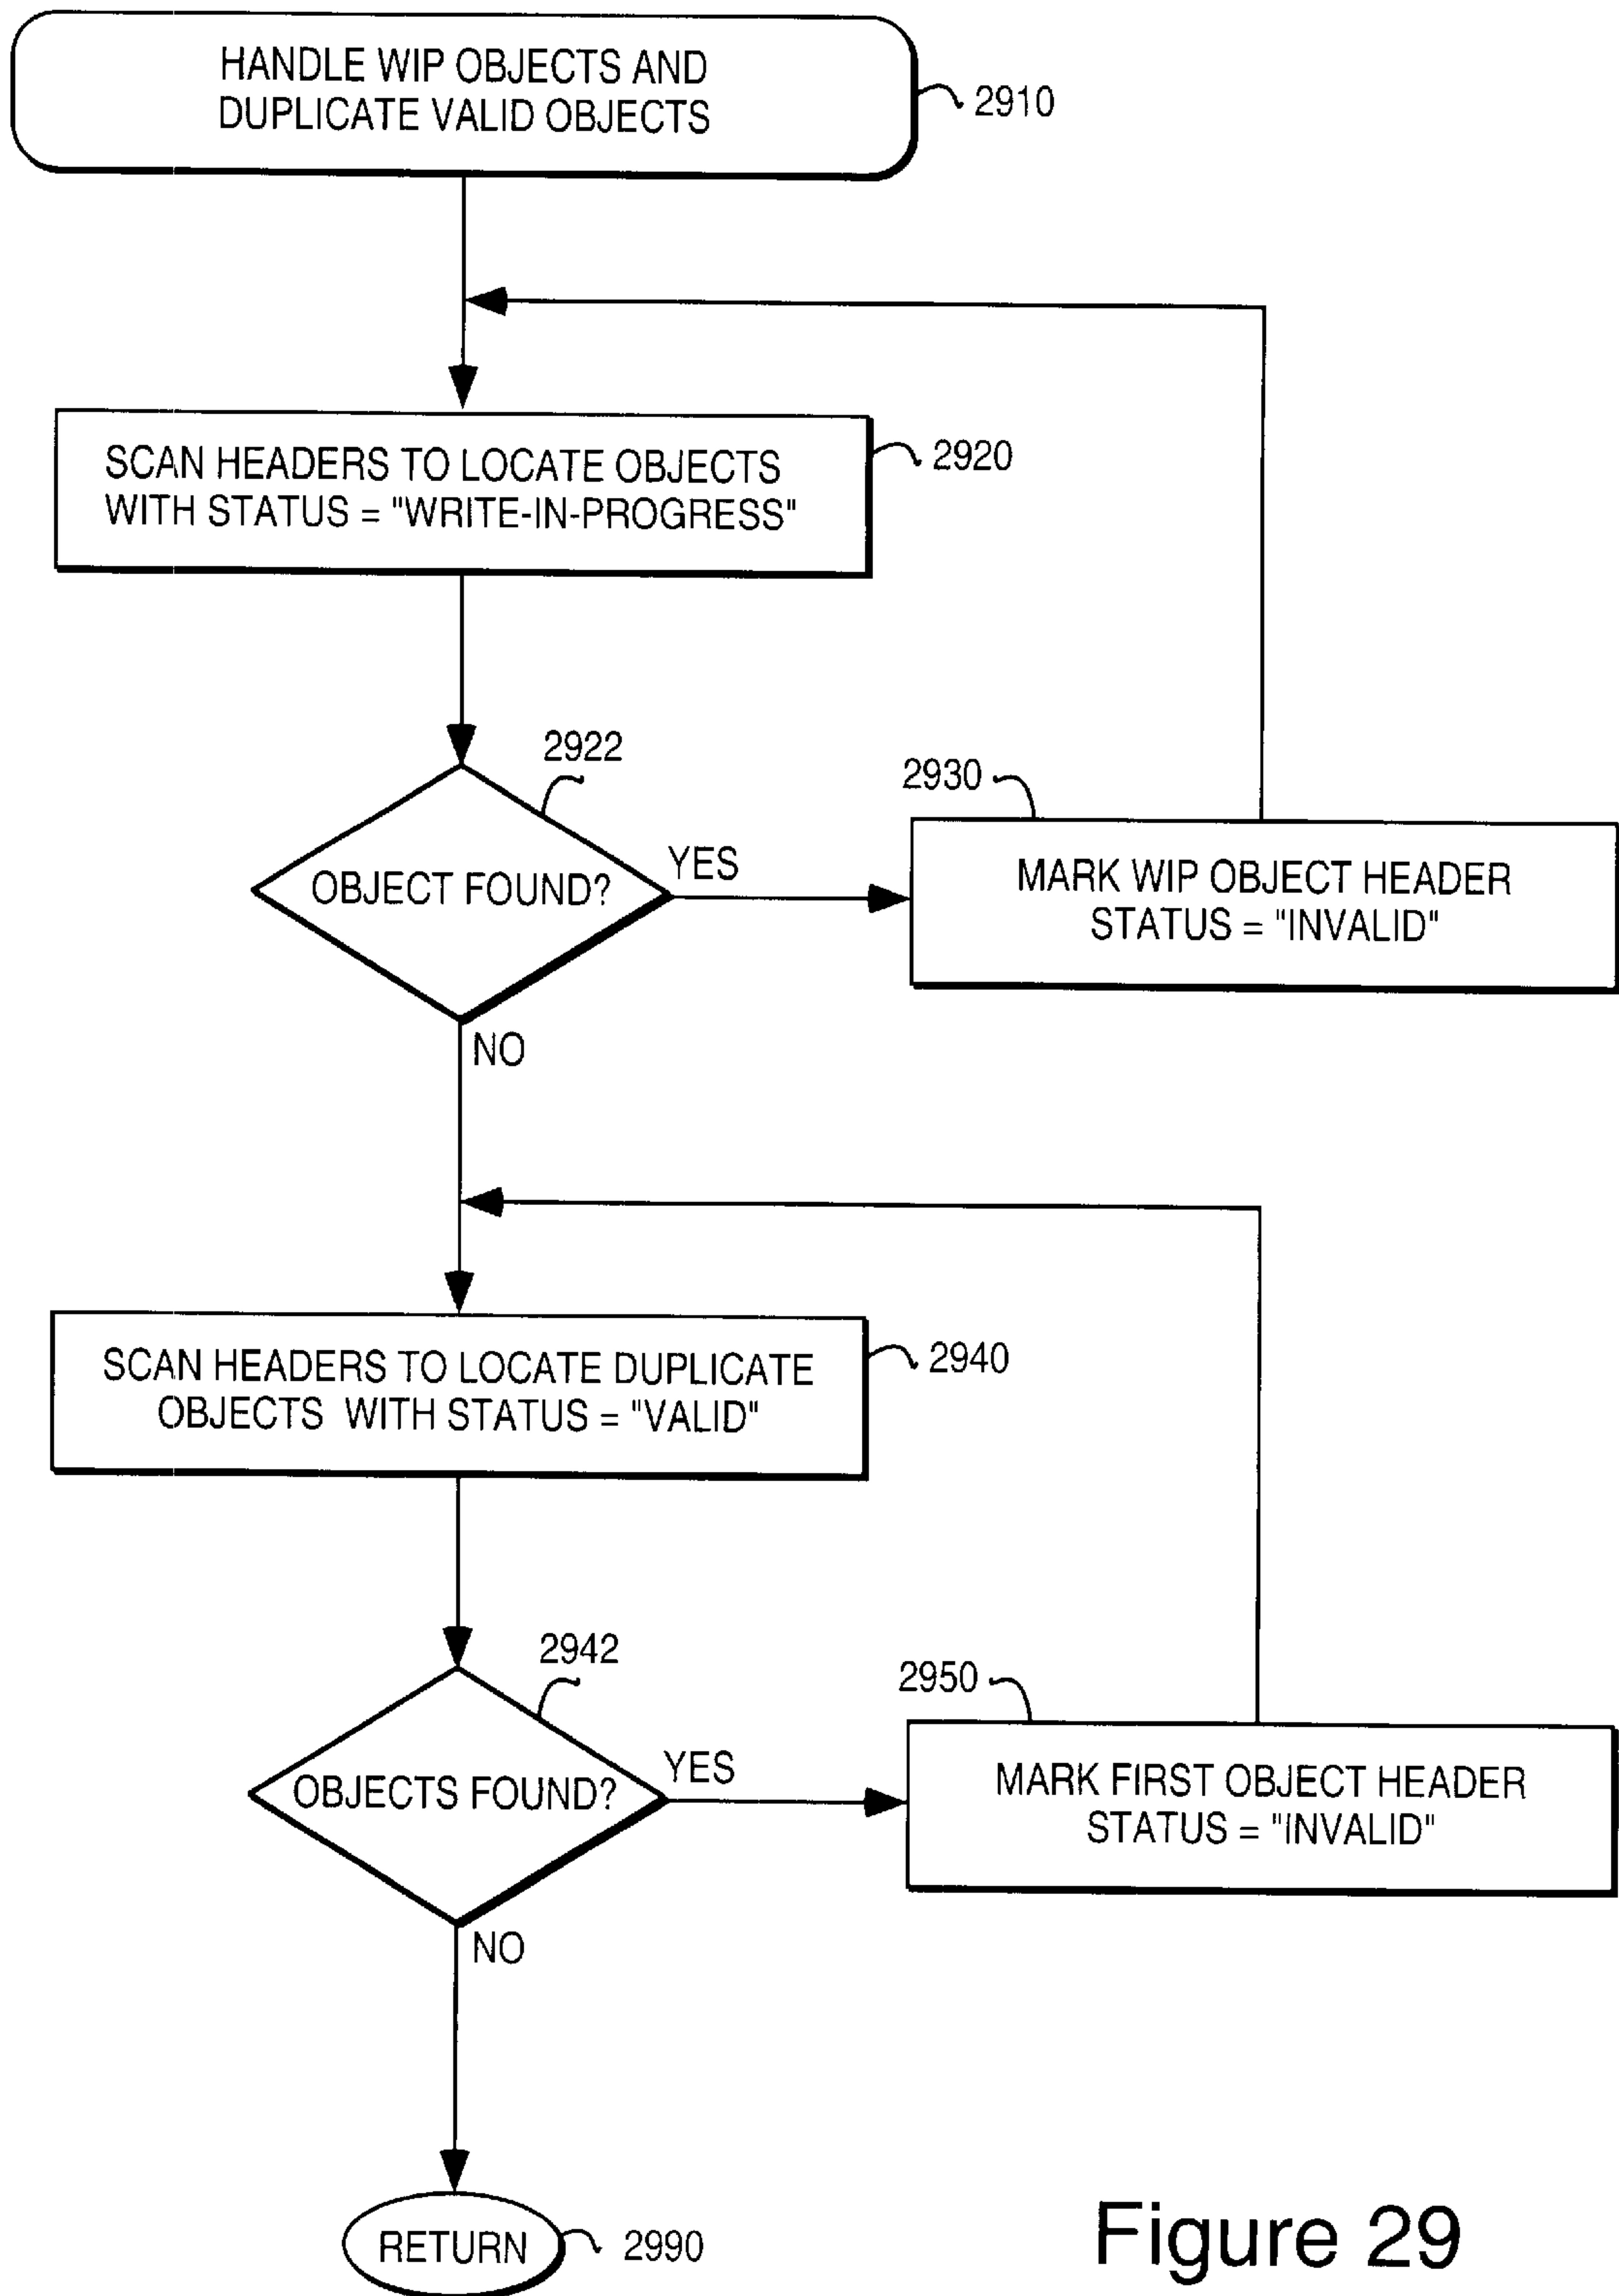 HANDLE WIP OBJECTS AND
DUPLICATE VALID OBJECTS
2910
SCAN HEADERS TO LOCATE OBJECTS
WITH STATUS = "WRITE-IN-PROGRESS"
2920
2922
OBJECT FOUND?
YES
NO
2930
MARK WIP OBJECT HEADER
STATUS = "INVALID"
SCAN HEADERS TO LOCATE DUPLICATE
OBJECTS WITH STATUS = "VALID"
2940
2942
OBJECTS FOUND?
YES
NO
2950
MARK FIRST OBJECT HEADER
STATUS = "INVALID"
RETURN
2990
Figure 29